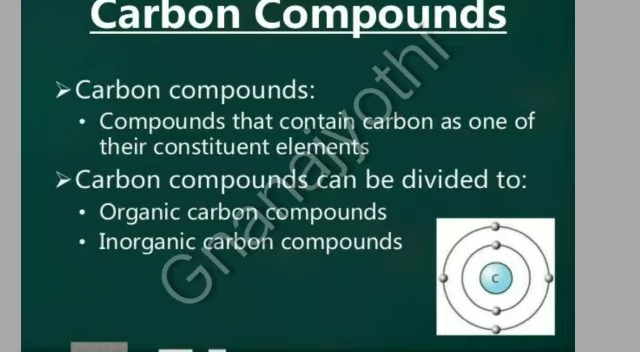 Carbon Compounds
➢Carbon compounds:
• Compounds that contain carbon as one of
their constituent elements
➢Carbon compounds can be divided to:
• Organic carbon compounds
• Inorganic carbon compounds
C
Gnanajyothi